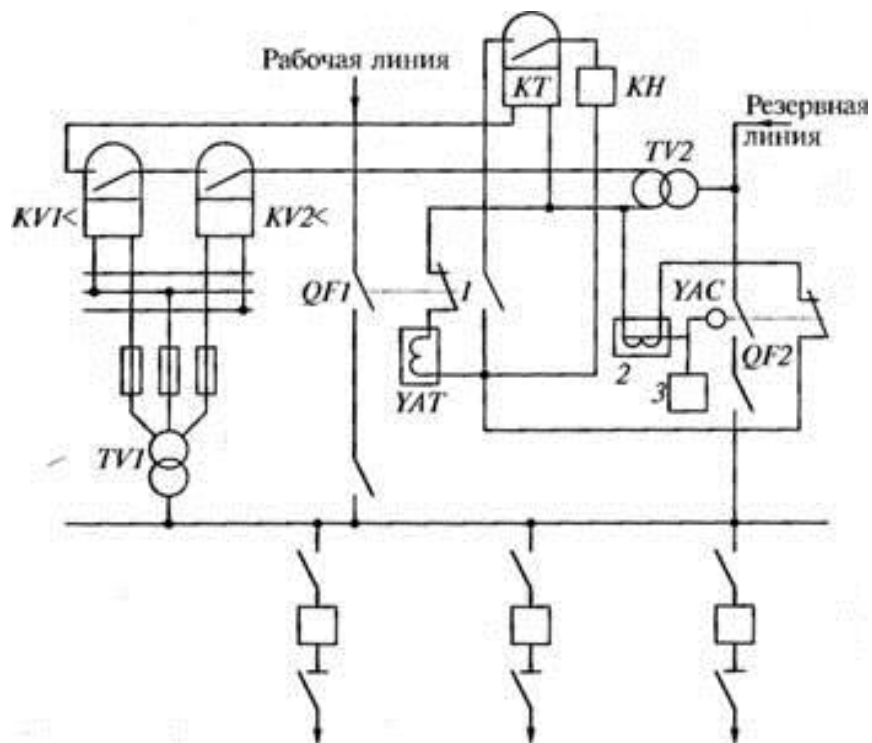 Рабочая линия
KT
KH
Резервная
линия
TV2
KV1<
KV2<
QF1
1
YAC
QF2
2
3
YAT
TV1